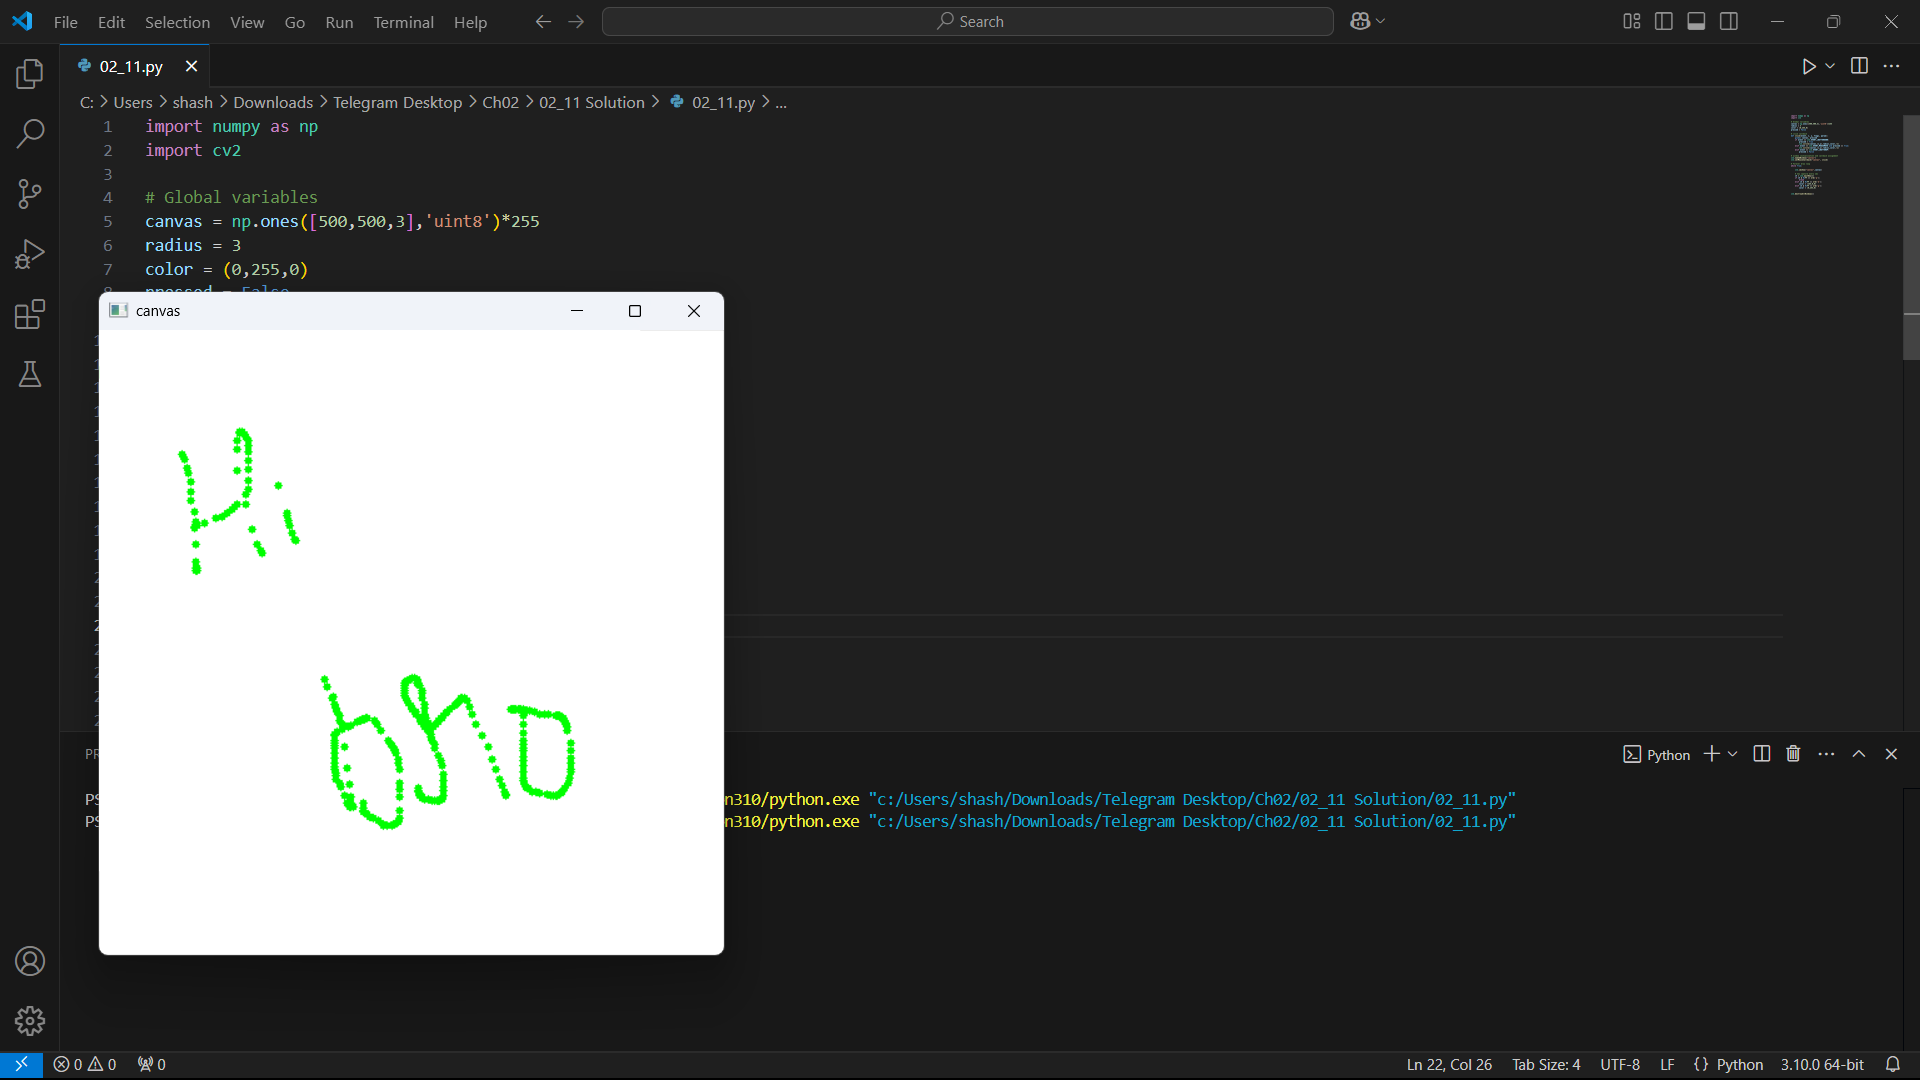 File Edit Selection View Go Run Terminal Help Search
02_11.py
C: > Users > shash > Downloads > Telegram Desktop > Ch02 > 02_11 Solution > 02_11.py > ...
1 import numpy as np
2 import cv2
3
4 # Global variables
5 canvas = np.ones([500,500,3],'uint8')*255
6 radius = 3
7 color = (0,255,0)
8 pressed = False
canvas
Hi
Python
PS n310/python.exe "c:/Users/shash/Downloads/Telegram Desktop/Ch02/02_11 Solution/02_11.py"
PS n310/python.exe "c:/Users/shash/Downloads/Telegram Desktop/Ch02/02_11 Solution/02_11.py"
0 0 0 Ln 22, Col 26 Tab Size: 4 UTF-8 LF {} Python 3.10.0 64-bit